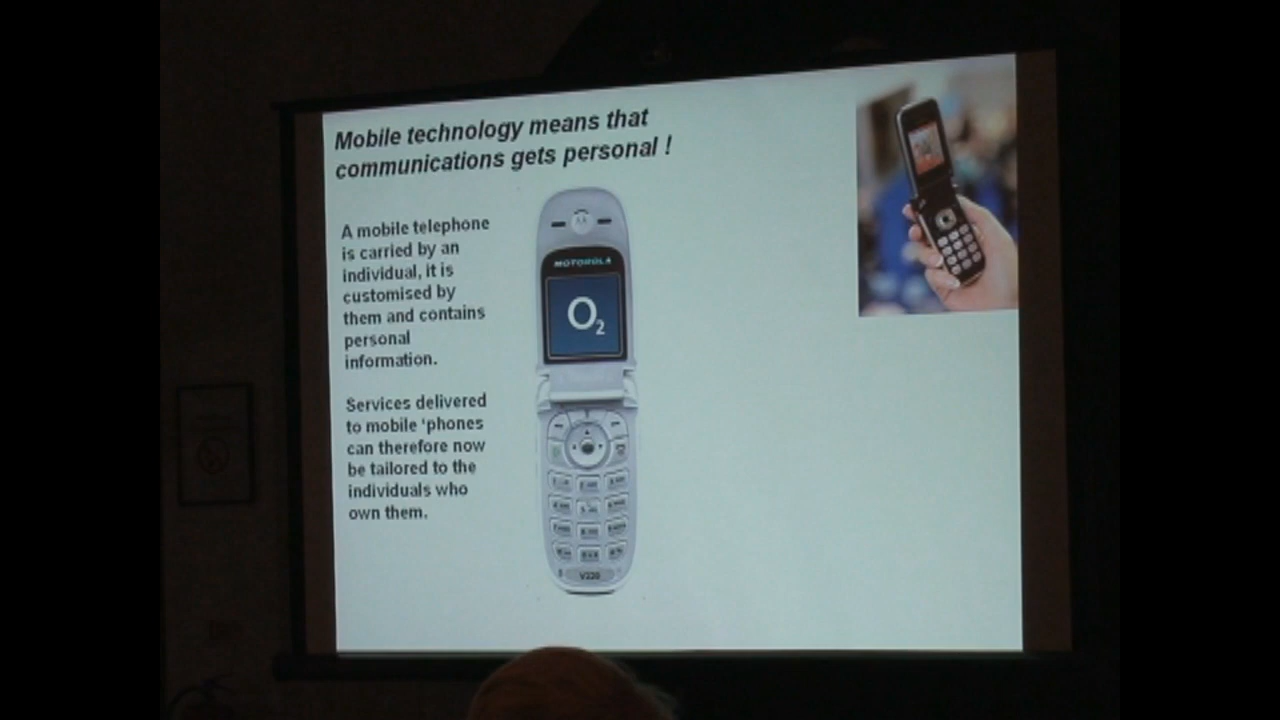 Mobile technology means that
communications gets personal !
A mobile telephone
is carried by an
individual, it is
customised by
them and contains
personal
information.
Services delivered
to mobile 'phones
can therefore now
be tailored to the
individuals who
own them.
MOTOROLA
O2
V220